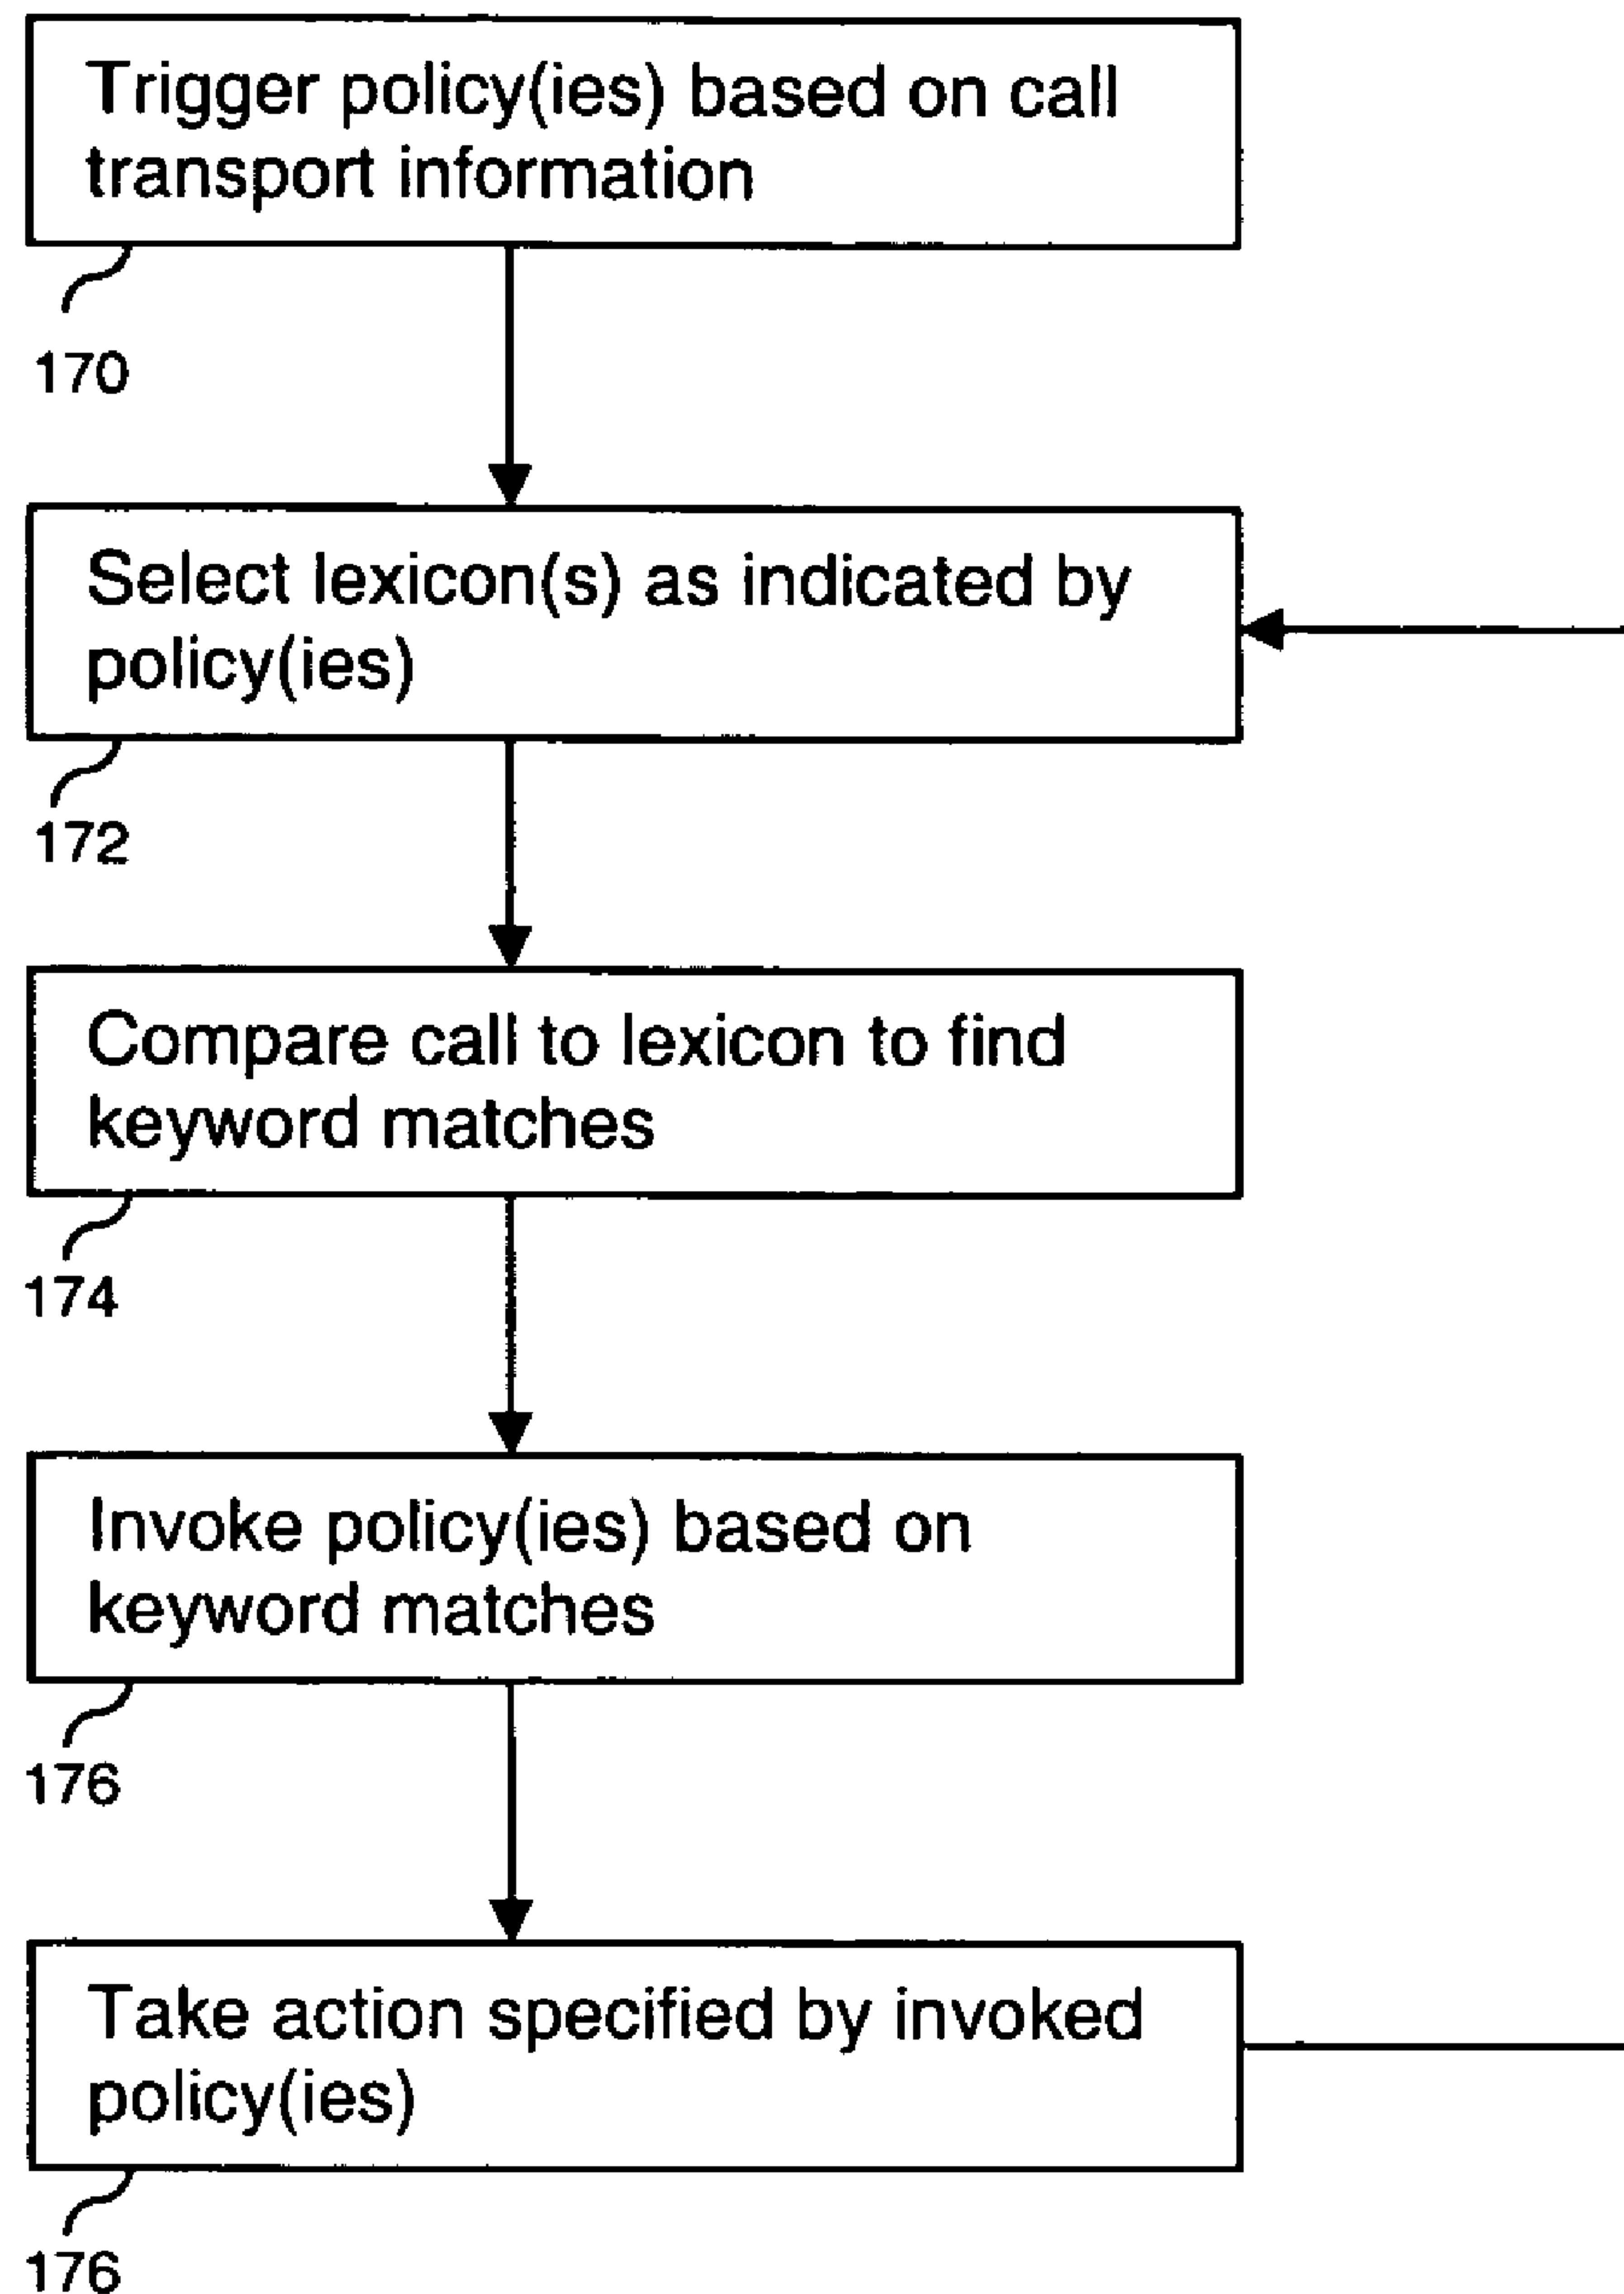 Trigger policy(ies) based on call
transport information
170
Select lexicon(s) as indicated by
policy(ies)
172
Compare call to lexicon to find
keyword matches
174
Invoke policy(ies) based on
keyword matches
176
Take action specified by invoked
policy(ies)
176